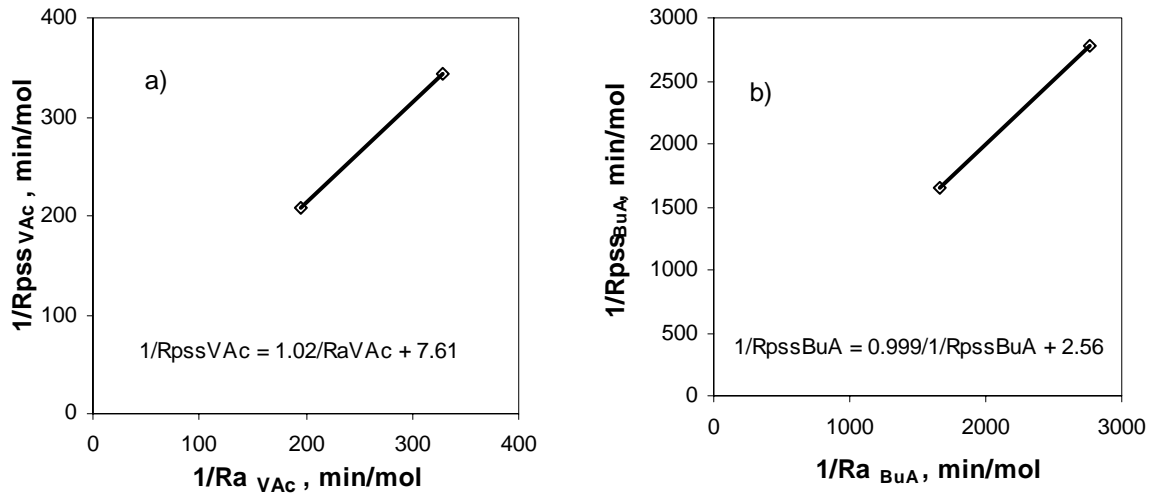 a)
1/Rpss VAc , min/mol
400
300
200
100
0
1/RpssVAc = 1.02/RaVAc + 7.61
0 100 200 300 400
1/Ra VAc , min/mol
b)
1/Rpss BuA, min/mol
3000
2500
2000
1500
1000
500
0
1/RpssBuA = 0.999/1/RpssBuA + 2.56
0 1000 2000 3000
1/Ra BuA , min/mol